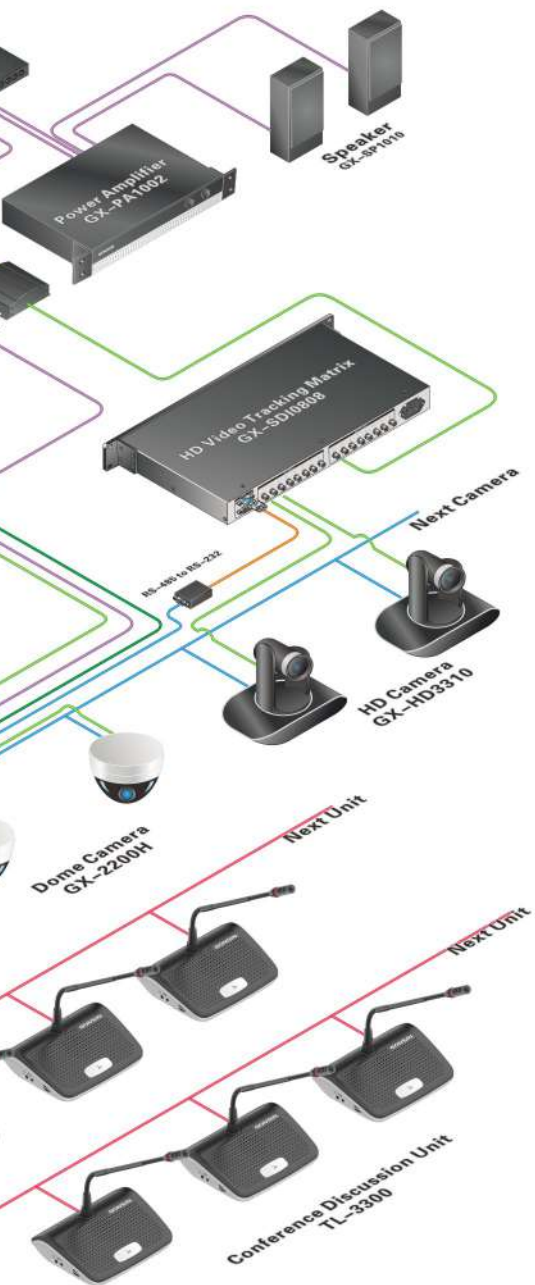 Speaker
GX-SP1010
Power Amplifier
GX-PA1002
HD Video Tracking Matrix
GX-SDI0808
Next Camera
RS-485 to RS-232
HD Camera
GX-HD3310
Dome Camera
GX-2200H
Next Unit
Next Unit
Conference Discussion Unit
TL-3300